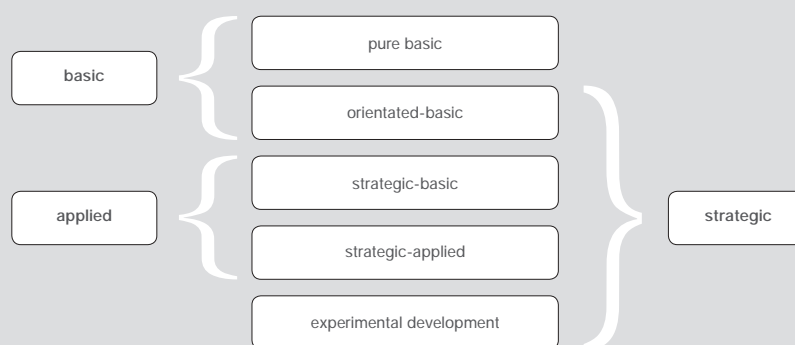 pure basic
basic
orientated-basic
strategic-basic
applied
strategic
strategic-applied
experimental development